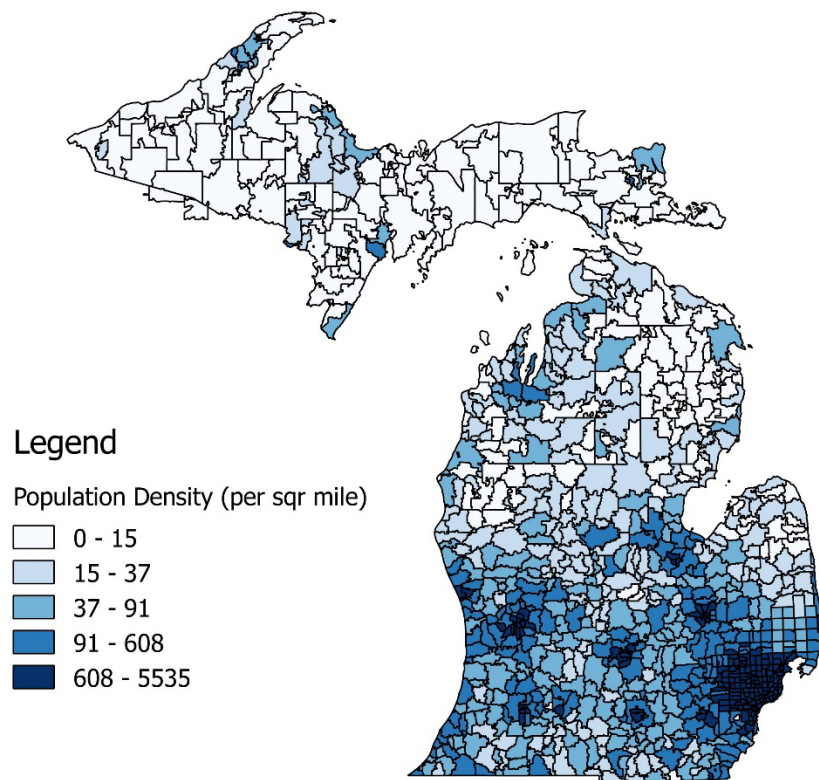 Legend
Population Density (per sqr mile)
0 - 15
15 - 37
37 - 91
91 - 608
608 - 5535